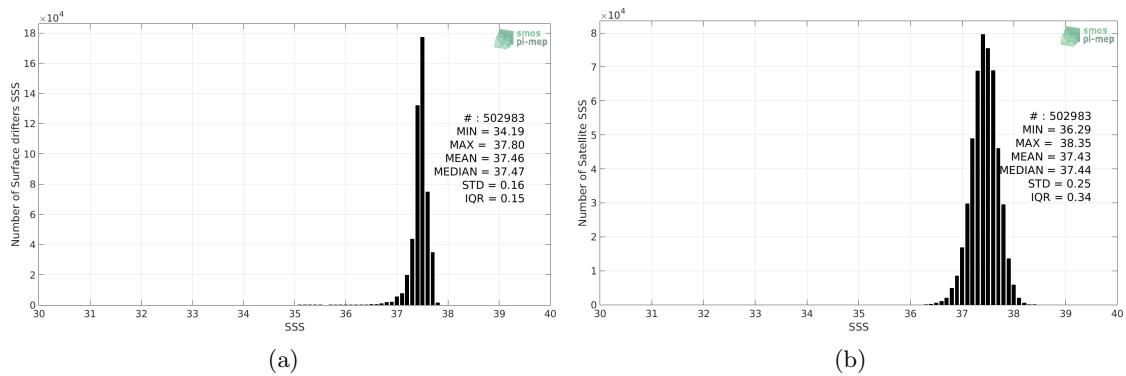 ×10⁴
18
16
14
12
10
8
6
4
2
0
Number of Surface drifters SSS
smos
pi-mep
# : 502983
MIN = 34.19
MAX = 37.80
MEAN = 37.46
MEDIAN = 37.47
STD = 0.16
IQR = 0.15
30 31 32 33 34 35 36 37 38 39 40
SSS
(a)
×10⁴
8
7
6
5
4
3
2
1
0
Number of Satellite SSS
smos
pi-mep
# : 502983
MIN = 36.29
MAX = 38.35
MEAN = 37.43
MEDIAN = 37.44
STD = 0.25
IQR = 0.34
30 31 32 33 34 35 36 37 38 39 40
SSS
(b)